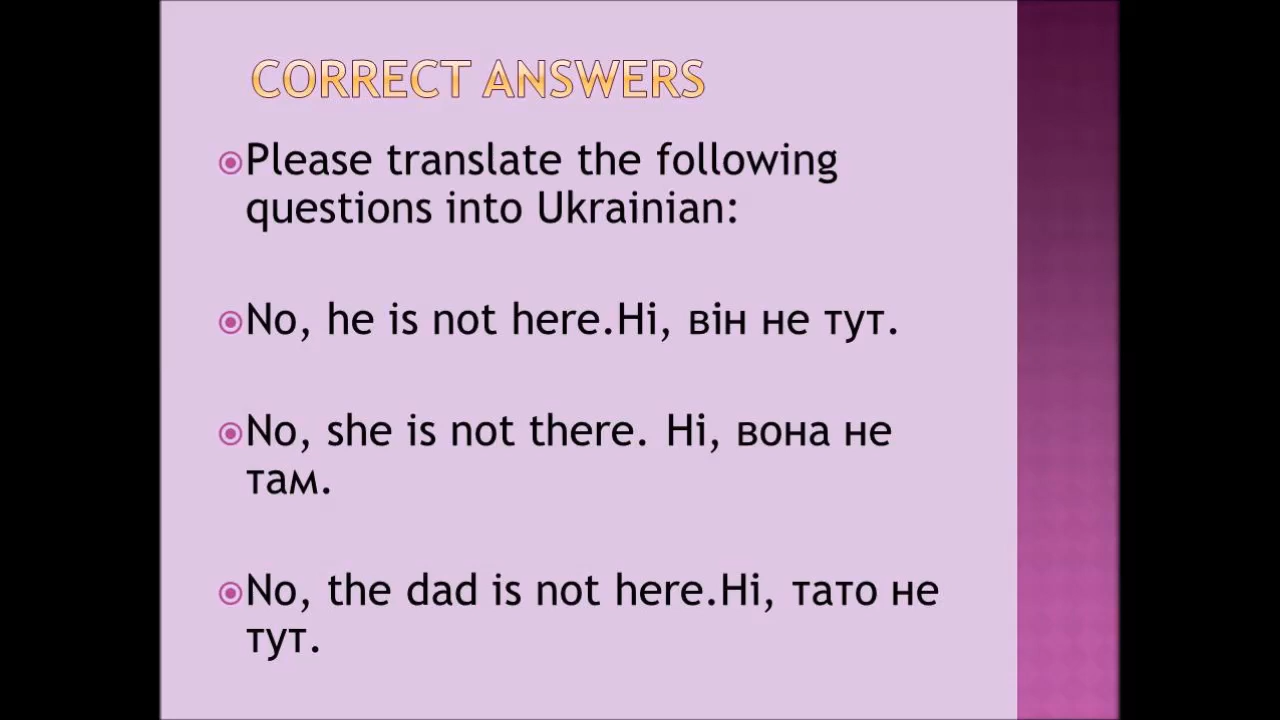 CORRECT ANSWERS
Please translate the following
questions into Ukrainian:
No, he is not here.Ні, він не тут.
No, she is not there. Ні, вона не
там.
No, the dad is not here.Ні, тато не
тут.